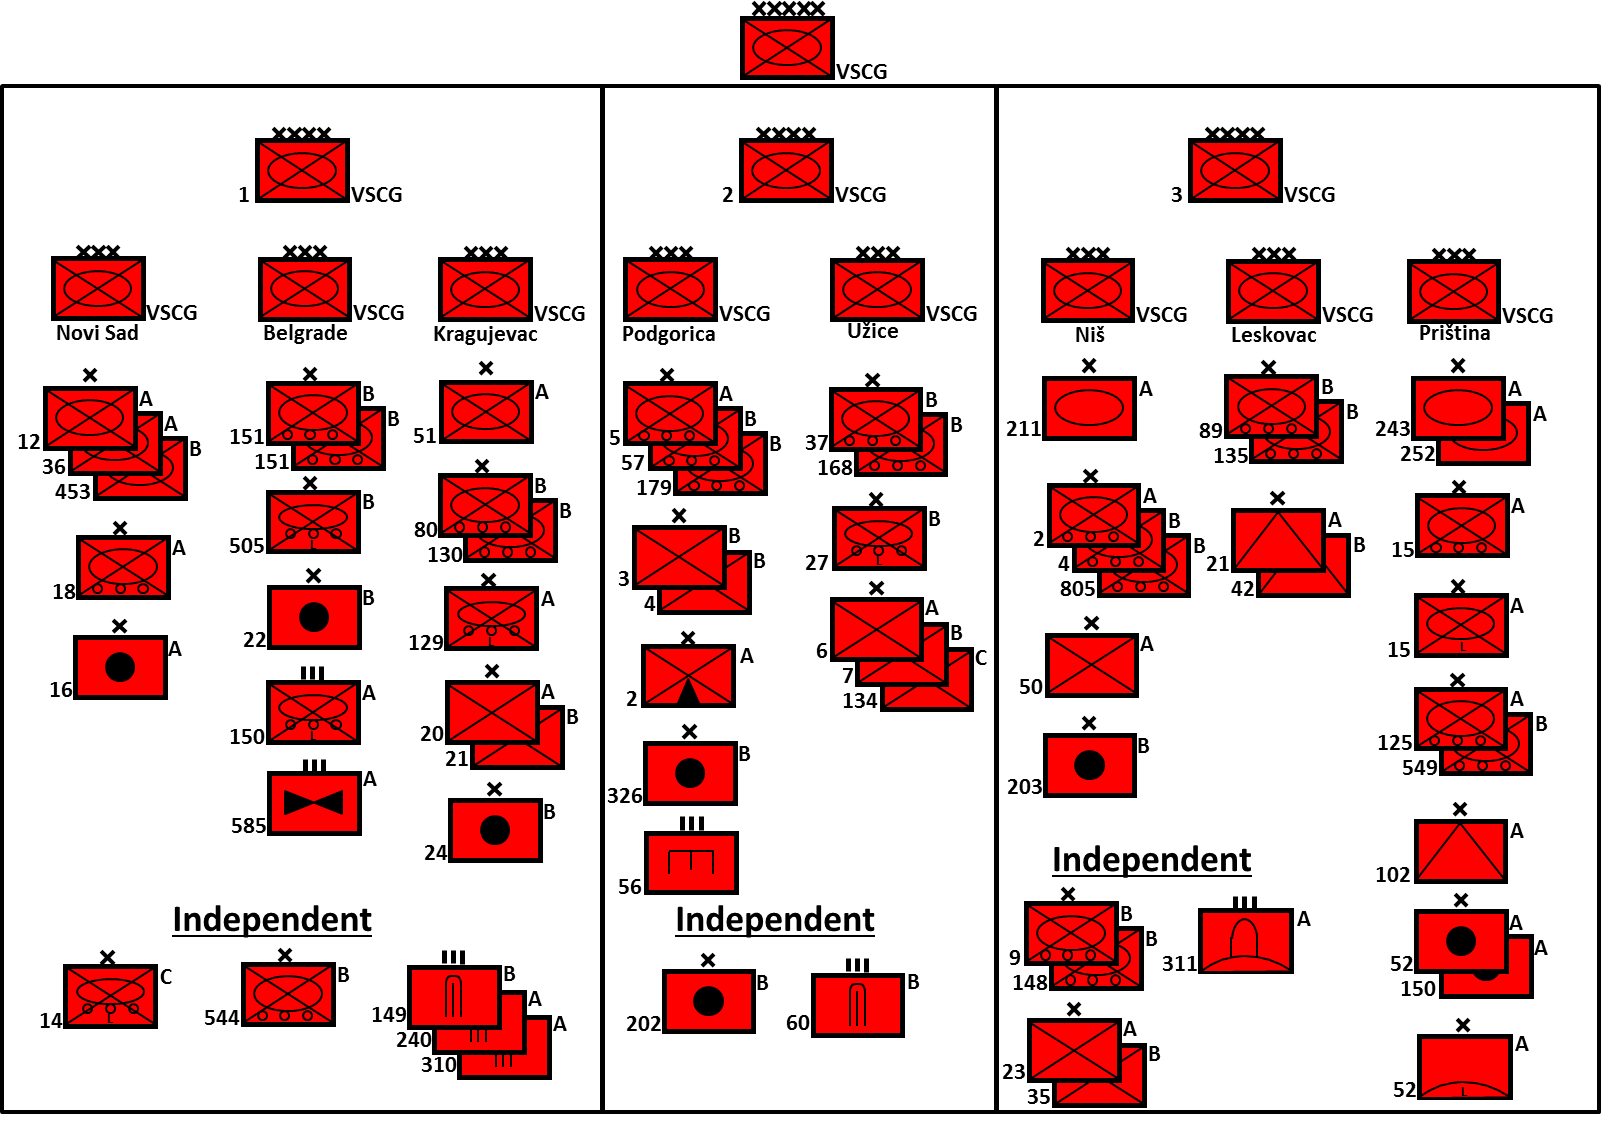 VSCG
1 VSCG
2 VSCG
3 VSCG
VSCG
Novi Sad
VSCG
Belgrade
VSCG
Kragujevac
VSCG
Podgorica
VSCG
Užice
VSCG
Niš
VSCG
Leskovac
VSCG
Priština
12 A
36 A
453 B
18 A
16 A
151 B
151 B
505 B
L
22 B
150 A
L
585 A
51 A
80 B
130 B
129 A
L
20 A
21 B
24 B
Independent
14 C
L
544 B
149 B
240 A
310 A
5 A
57 B
179 B
3 B
4 B
2 A
326 B
56
37 B
168 B
27 B
L
6 A
7 B
134 C
Independent
202 B
60 B
211 A
2 A
4 B
805 B
50 A
203 B
89 B
135 B
21 A
42 B
Independent
9 B
148 B
311 A
23 A
35 B
243 A
252 A
15 A
15 A
L
125 A
549 B
102 A
52 A
150 A
52 A
L